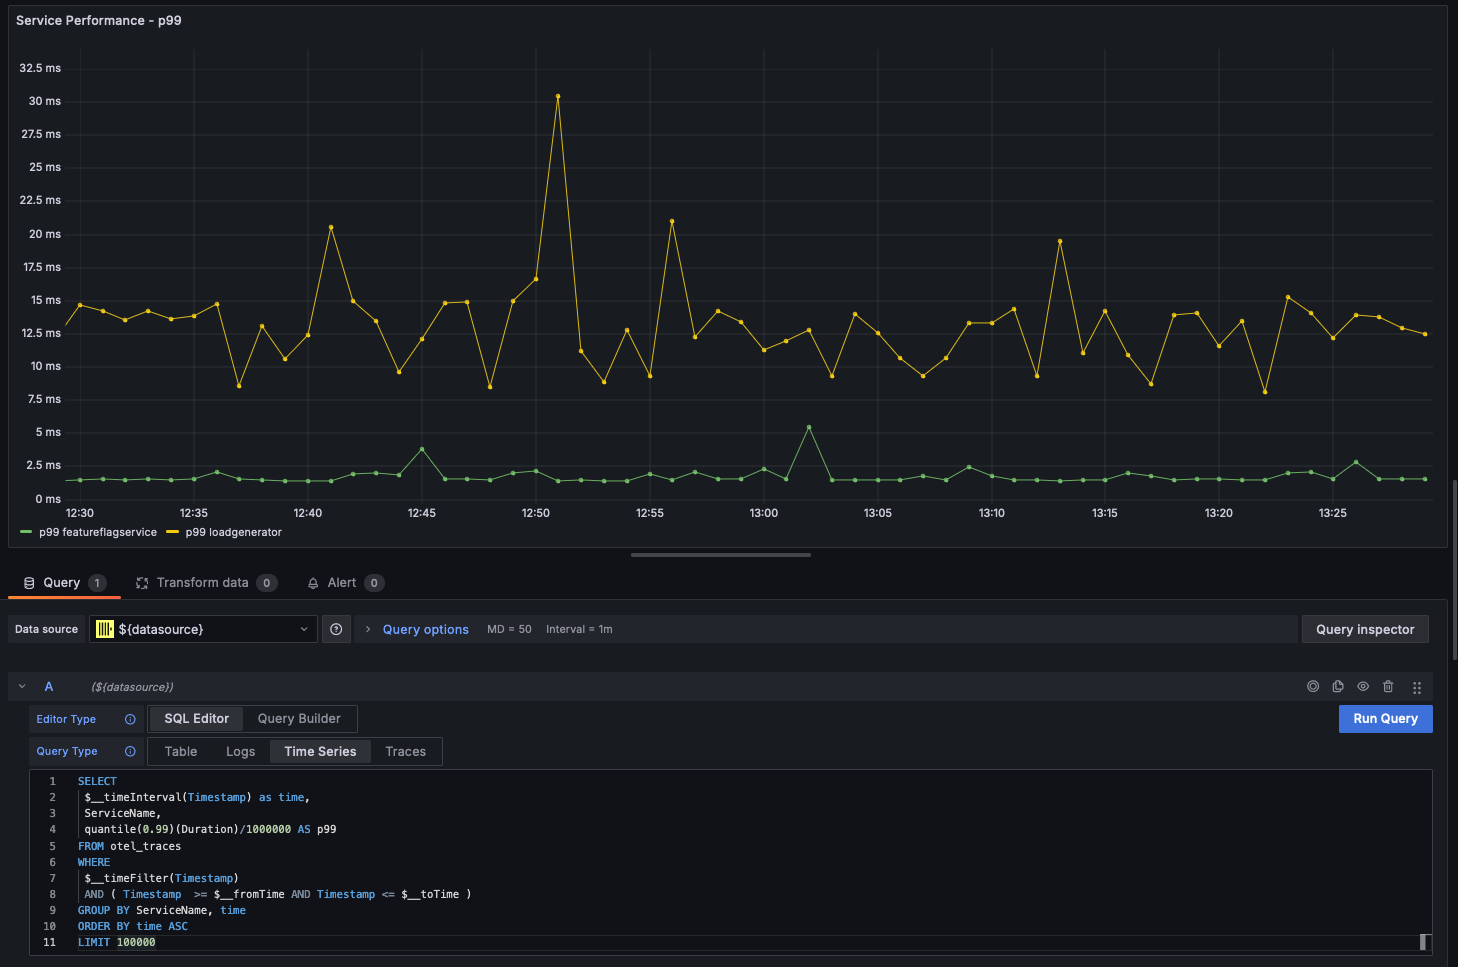 Service Performance - p99
32.5 ms
30 ms
27.5 ms
25 ms
22.5 ms
20 ms
17.5 ms
15 ms
12.5 ms
10 ms
7.5 ms
5 ms
2.5 ms
0 ms
12:30 12:35 12:40 12:45 12:50 12:55 13:00 13:05 13:10 13:15 13:20 13:25
p99 featureflagservice p99 loadgenerator
Query 1 Transform data 0 Alert 0
Data source ${datasource} Query options MD = 50 Interval = 1m Query inspector
A (${datasource})
Editor Type SQL Editor Query Builder Run Query
Query Type Table Logs Time Series Traces
1 SELECT
2 $__timeInterval(Timestamp) as time,
3 ServiceName,
4 quantile(0.99)(Duration)/1000000 AS p99
5 FROM otel_traces
6 WHERE
7 $__timeFilter(Timestamp)
8 AND ( Timestamp >= $__fromTime AND Timestamp <= $__toTime )
9 GROUP BY ServiceName, time
10 ORDER BY time ASC
11 LIMIT 100000